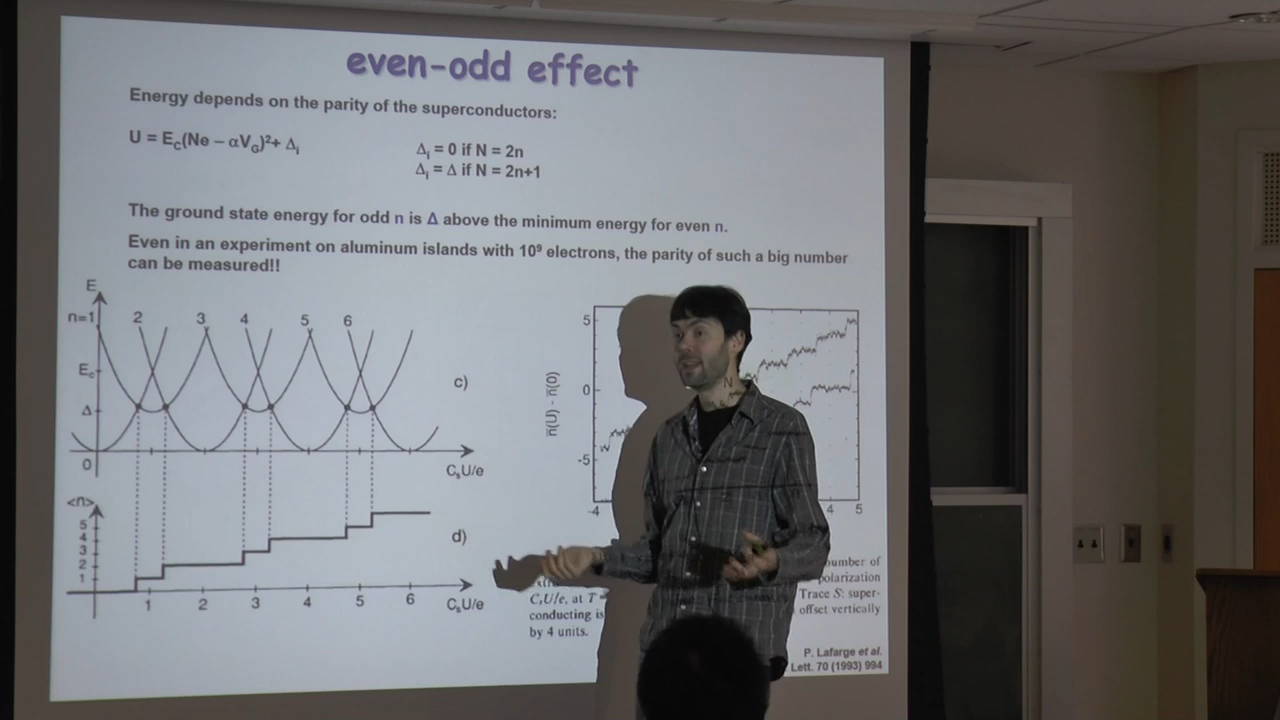 even-odd effect
Energy depends on the parity of the superconductors:
U = E_C(Ne – αV_G)²+ Δ_i
Δ_i = 0 if N = 2n
Δ_i = Δ if N = 2n+1
The ground state energy for odd n is Δ above the minimum energy for even n.
Even in an experiment on aluminum islands with 10⁹ electrons, the parity of such a big number
can be measured!!
E
n=1 2 3 4 5 6
E_c
Δ
0
c)
C_sU/e
<n>
5
4
3
2
1
d)
1 2 3 4 5 6 C_sU/e
5
0
-5
n̅(U) - n̅(0)
N
-4 4 5
number of
polarization
C_sU/e, at T Trace S: super-
conducting is offset vertically
by 4 units.
P. Lafarge et al.
Lett. 70 (1993) 994